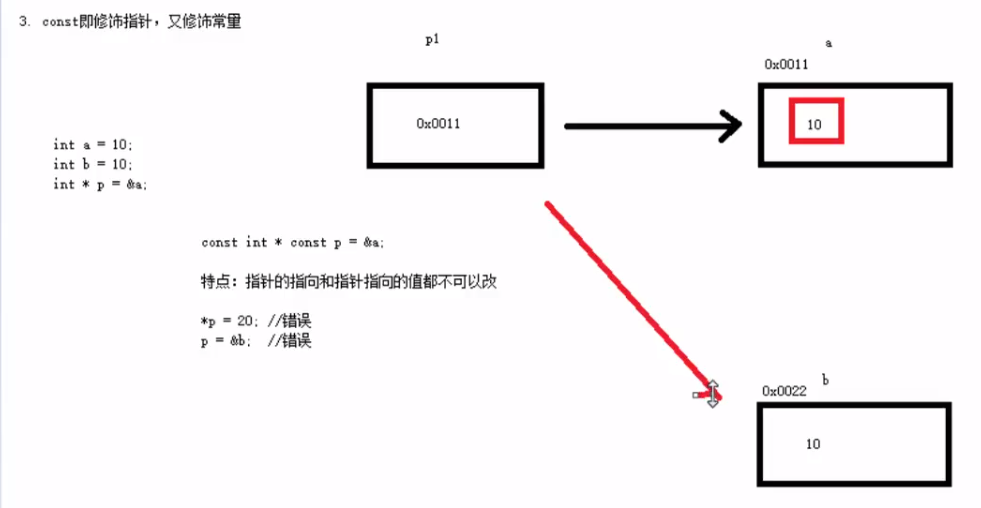 3. const即修饰指针，又修饰常量
p1
a
0x0011
0x0011
10
int a = 10;
int b = 10;
int * p = &a;
const int * const p = &a;
特点：指针的指向和指针指向的值都不可以改
*p = 20; //错误
p = &b; //错误
b
0x0022
10